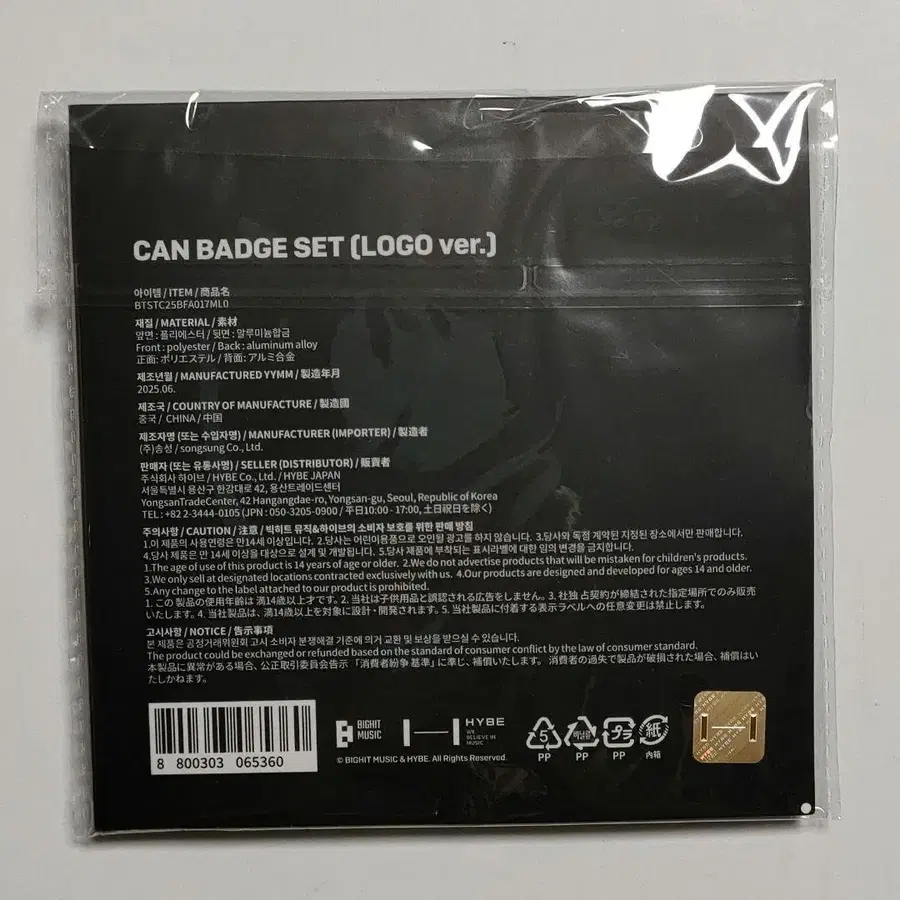 CAN BADGE SET (LOGO ver.)
아이템 / ITEM / 商品名
BTSTC25BFA017ML0
재질 / MATERIAL / 素材
앞면 : 폴리에스터 / 뒷면 : 알루미늄합금
Front : polyester / Back : aluminum alloy
正面: ポリエステル / 背面: アルミ合金
제조년월 / MANUFACTURED YYMM / 製造年月
2025.06.
제조국 / COUNTRY OF MANUFACTURE / 製造國
중국 / CHINA / 中国
제조자명 (또는 수입자명) / MANUFACTURER (IMPORTER) / 製造者
(주)송성 / songsung Co., Ltd.
판매자 (또는 유통사명) / SELLER (DISTRIBUTOR) / 販賣者
주식회사 하이브 / HYBE Co., Ltd. / HYBE JAPAN
서울특별시 용산구 한강대로 42, 용산트레이드센터
YongsanTradeCenter, 42 Hangangdae-ro, Yongsan-gu, Seoul, Republic of Korea
TEL : +82 2-3444-0105 (JPN : 050-3205-0900 / 平日10:00 - 17:00, 土日祝日を除く)
주의사항 / CAUTION / 注意 / 빅히트 뮤직&하이브의 소비자 보호를 위한 판매 방침
1.이 제품의 사용연령은 만14세 이상입니다. 2.당사는 어린이용품으로 오인될 광고를 하지 않습니다. 3.당사와 독점 계약된 지정된 장소에서만 판매합니다.
4.당사 제품은 만 14세 이상을 대상으로 설계 및 개발됩니다. 5.당사 제품에 부착되는 표시라벨에 대한 임의 변경을 금지합니다.
1.The age of use of this product is 14 years of age or older. 2.We do not advertise products that will be mistaken for children's products.
3.We only sell at designated locations contracted exclusively with us. 4.Our products are designed and developed for ages 14 and older.
5.Any change to the label attached to our product is prohibited.
1. この 製品の使用年齢は 満14歳以上才です. 2. 当社は子供用品と誤認される広告をしません。3. 社独 占契約が締結された指定場所でのみ販売
いたします. 4. 当社製品は、満14歳以上を対象に設計・開発されます。5. 当社製品に付着する表示ラベルへの任意変更は禁止します。
고시사항 / NOTICE / 告示事項
본 제품은 공정거래위원회 고시 소비자 분쟁해결 기준에 의거 교환 및 보상을 받으실 수 있습니다.
The product could be exchanged or refunded based on the standard of consumer conflict by the law of consumer standard.
本製品に異常がある場合、公正取引委員会告示 「消費者紛争 基準」に準じ、補償いたします。 消費者の過失で製品が破損された場合、補償はい
たしかねます。
8 800303 065360
BIGHIT MUSIC
HYBE
WE BELIEVE IN MUSIC
© BIGHIT MUSIC & HYBE. All Rights Reserved.
5 PP
비닐류 PP
プラ PP
紙 内箱